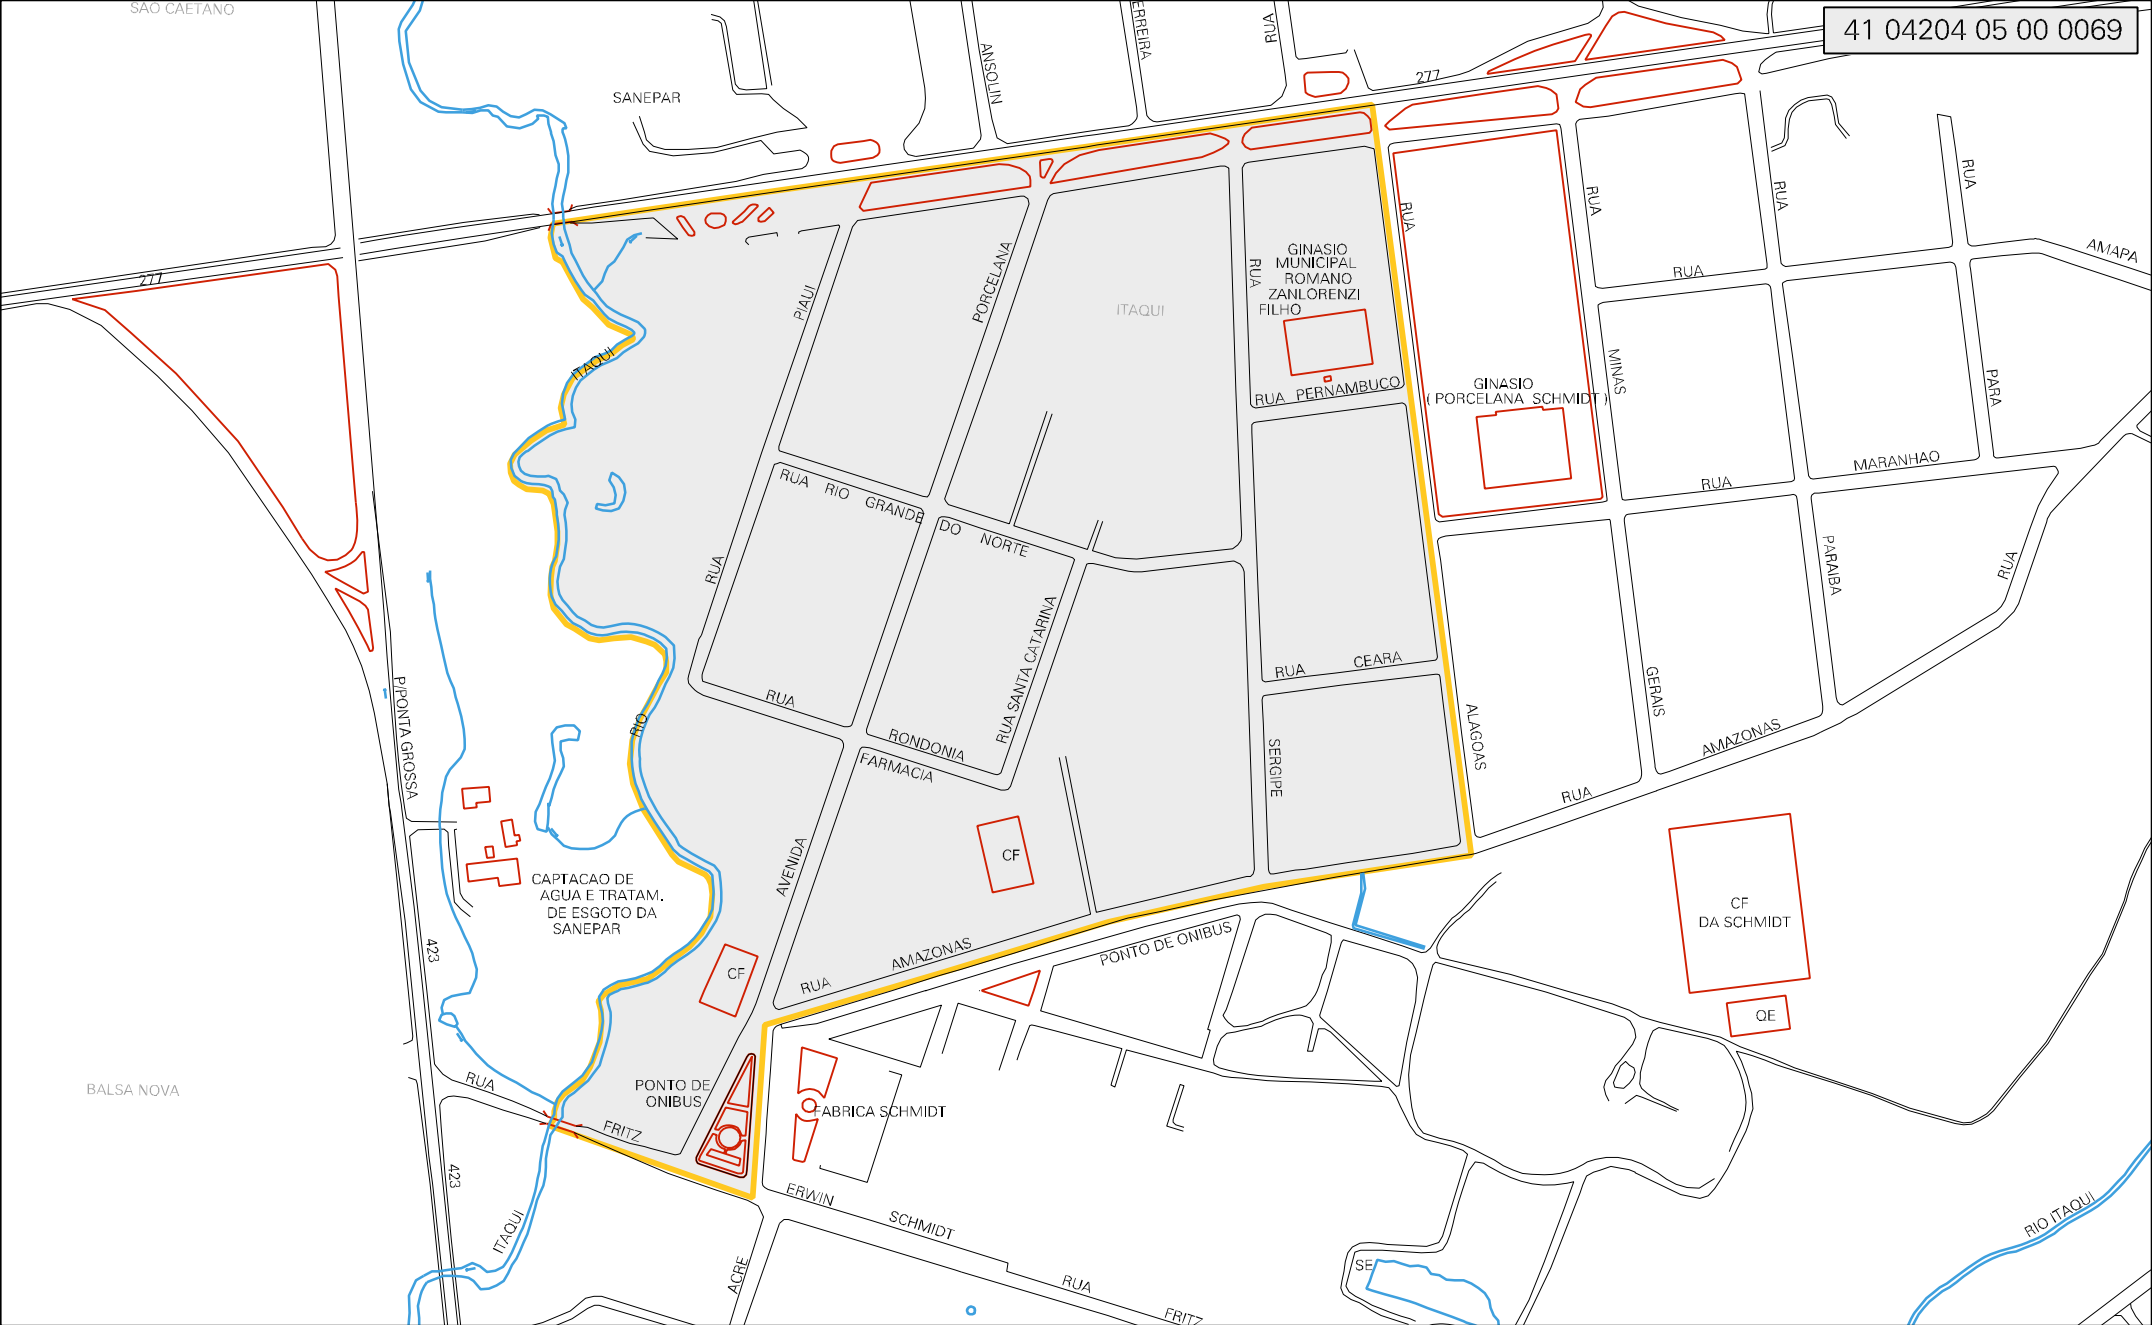 SAO CAETANO
41 04204 05 00 0069
ANSOLIN
ERREIRA
RUA
277
SANEPAR
RUA
RUA
RUA
RUA
AMAPA
RUA
277
PIAUI
PORCELANA
ITAQUI
RUA
GINASIO
MUNICIPAL
ROMANO
ZANLORENZI
FILHO
RUA PERNAMBUCO
GINASIO
( PORCELANA SCHMIDT )
MINAS
PARA
ITAQUI
RUA RIO GRANDE DO NORTE
RUA
MARANHAO
RUA
PARAIBA
RUA
RUA SANTA CATARINA
RUA CEARA
P/PONTA GROSSA
RIO
RUA
RONDONIA
FARMACIA
SERGIPE
ALAGOAS
GERAIS
AMAZONAS
RUA
CF
AVENIDA
CAPTACAO DE
AGUA E TRATAM.
DE ESGOTO DA
SANEPAR
423
CF
RUA
AMAZONAS
PONTO DE ONIBUS
CF
DA SCHMIDT
QE
BALSA NOVA
RUA
FRITZ
PONTO DE
ONIBUS
FABRICA SCHMIDT
423
ITAQUI
ERWIN
SCHMIDT
ACRE
RUA
FRITZ
SE
RIO ITAQUI